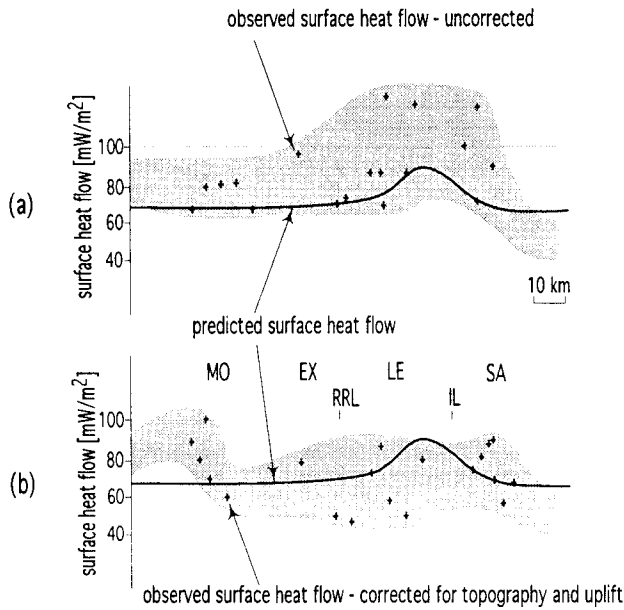 observed surface heat flow - uncorrected
(a)
surface heat flow [mW/m²]
100
80
60
40
10 km
predicted surface heat flow
MO EX LE SA
RRL IL
(b)
surface heat flow [mW/m²]
100
80
60
40
observed surface heat flow - corrected for topography and uplift